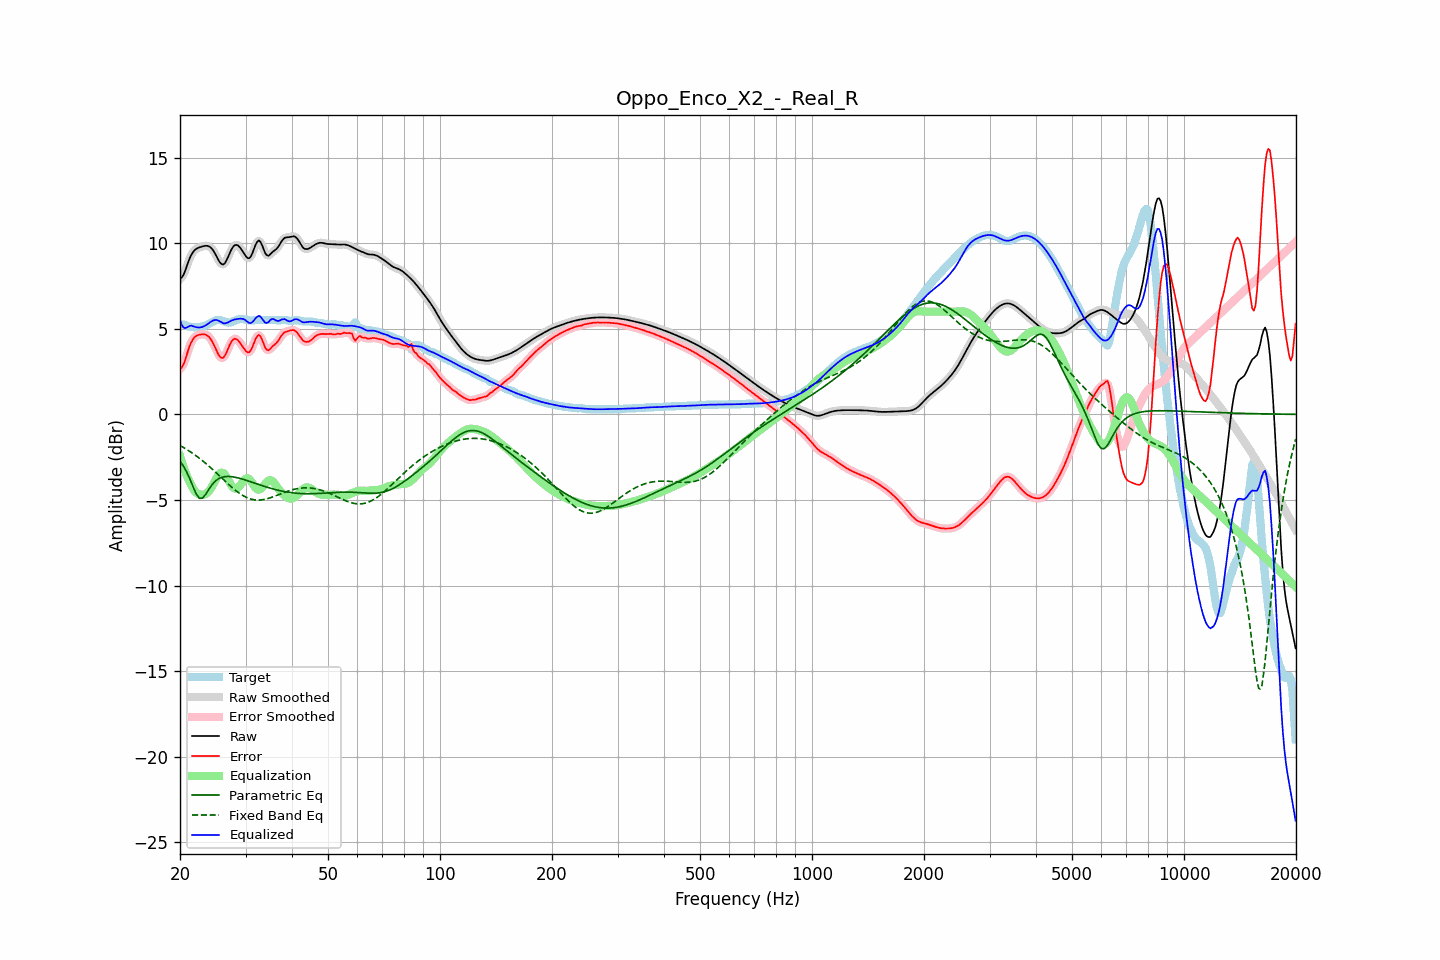 Oppo_Enco_X2_-_Real_R
Amplitude (dBr)
15
10
5
0
−5
−10
−15
−20
−25
Target
Raw Smoothed
Error Smoothed
Raw
Error
Equalization
Parametric Eq
Fixed Band Eq
Equalized
20 50 100 200 500 1000 2000 5000 10000 20000
Frequency (Hz)